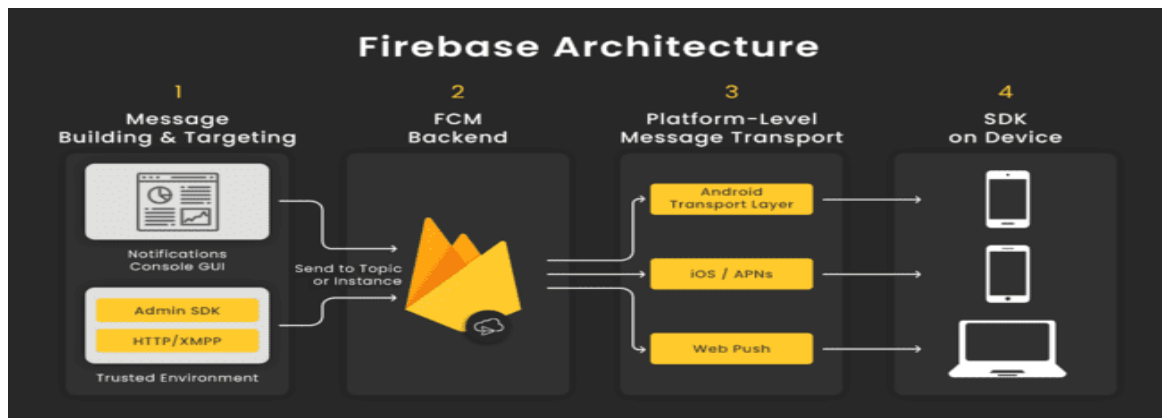 Firebase Architecture
1
Message
Building & Targeting
Notifications
Console GUI
Admin SDK
HTTP/XMPP
Trusted Environment
2
FCM
Backend
Send to Topic
or Instance
3
Platform-Level
Message Transport
Android
Transport Layer
iOS / APNs
Web Push
4
SDK
on Device